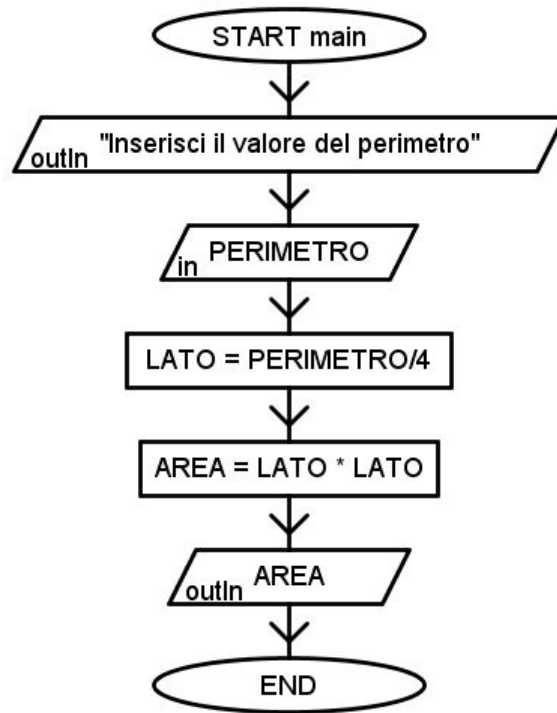 START main
"Inserisci il valore del perimetro"
outln
PERIMETRO
in
LATO = PERIMETRO/4
AREA = LATO * LATO
AREA
outln
END